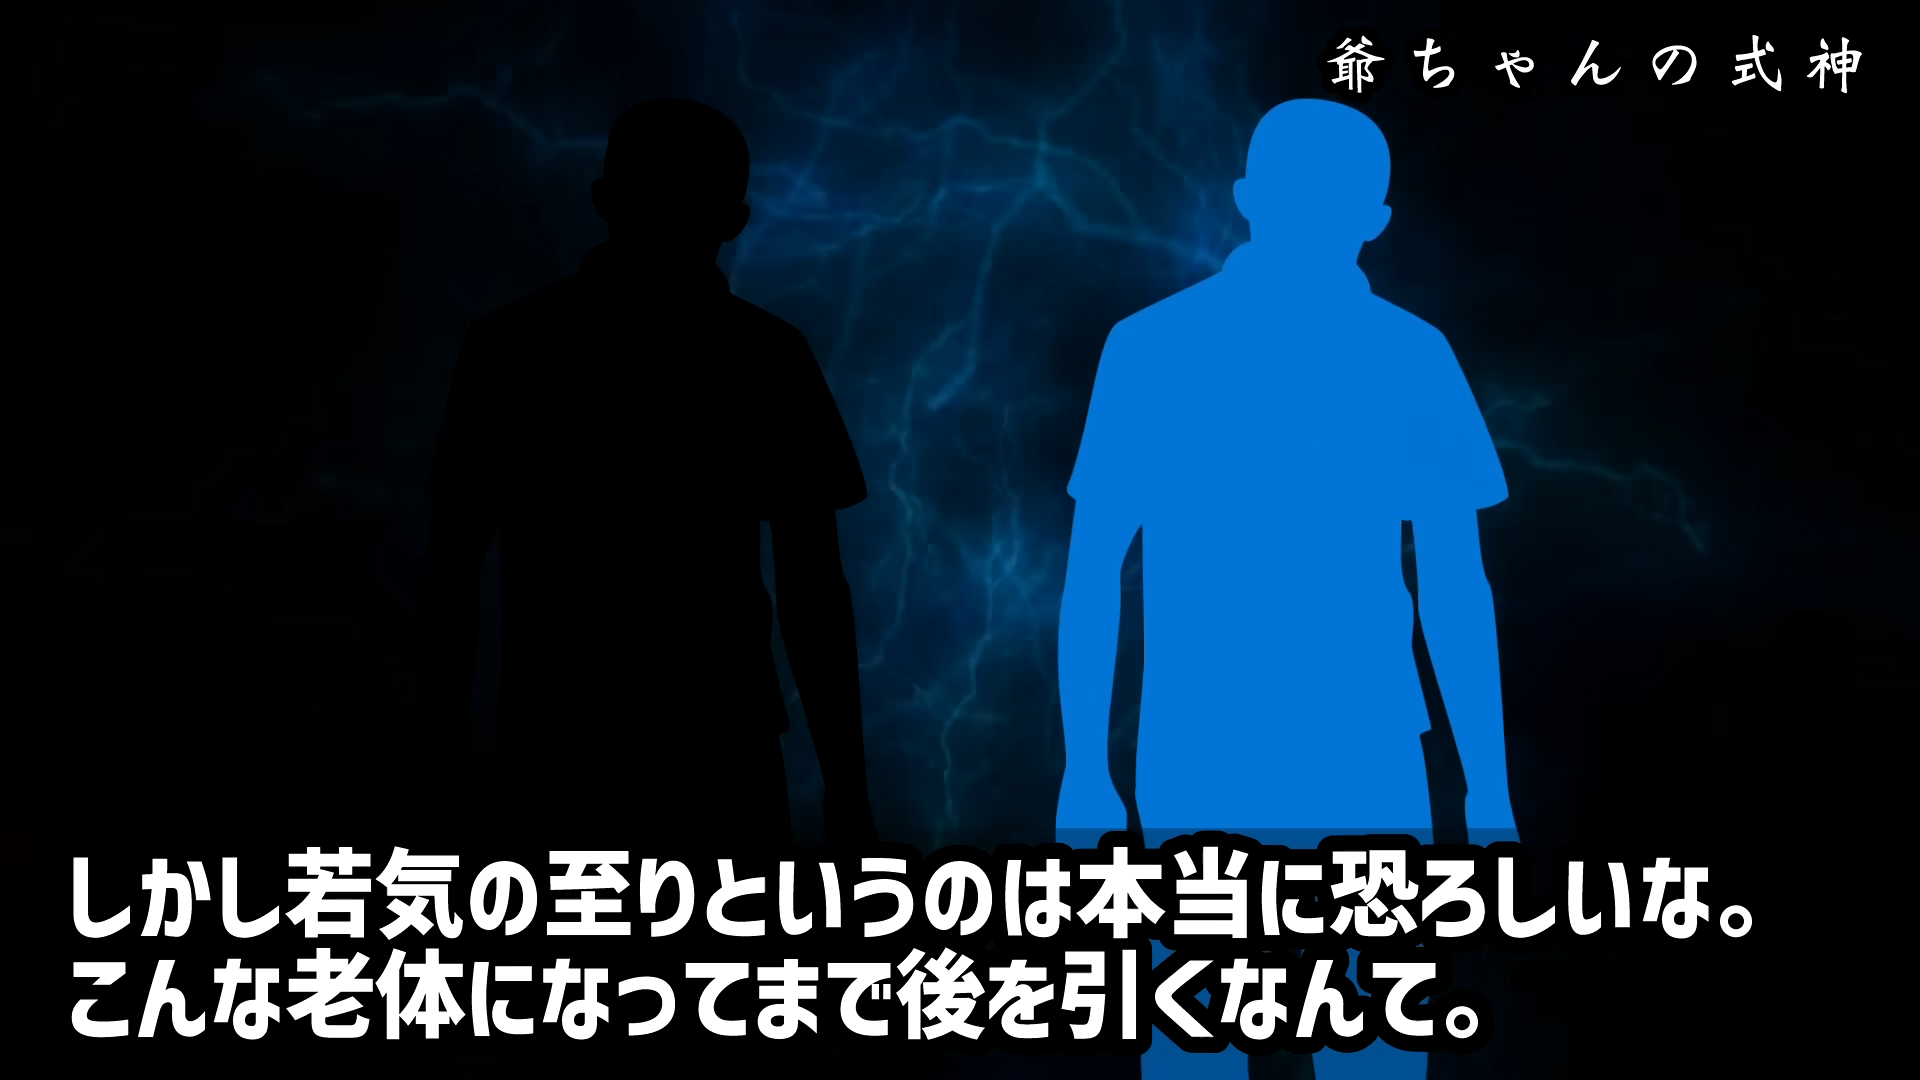 爺ちゃんの式神
しかし若気の至りというのは本当に恐ろしいな。
こんな老体になってまで後を引くなんて。